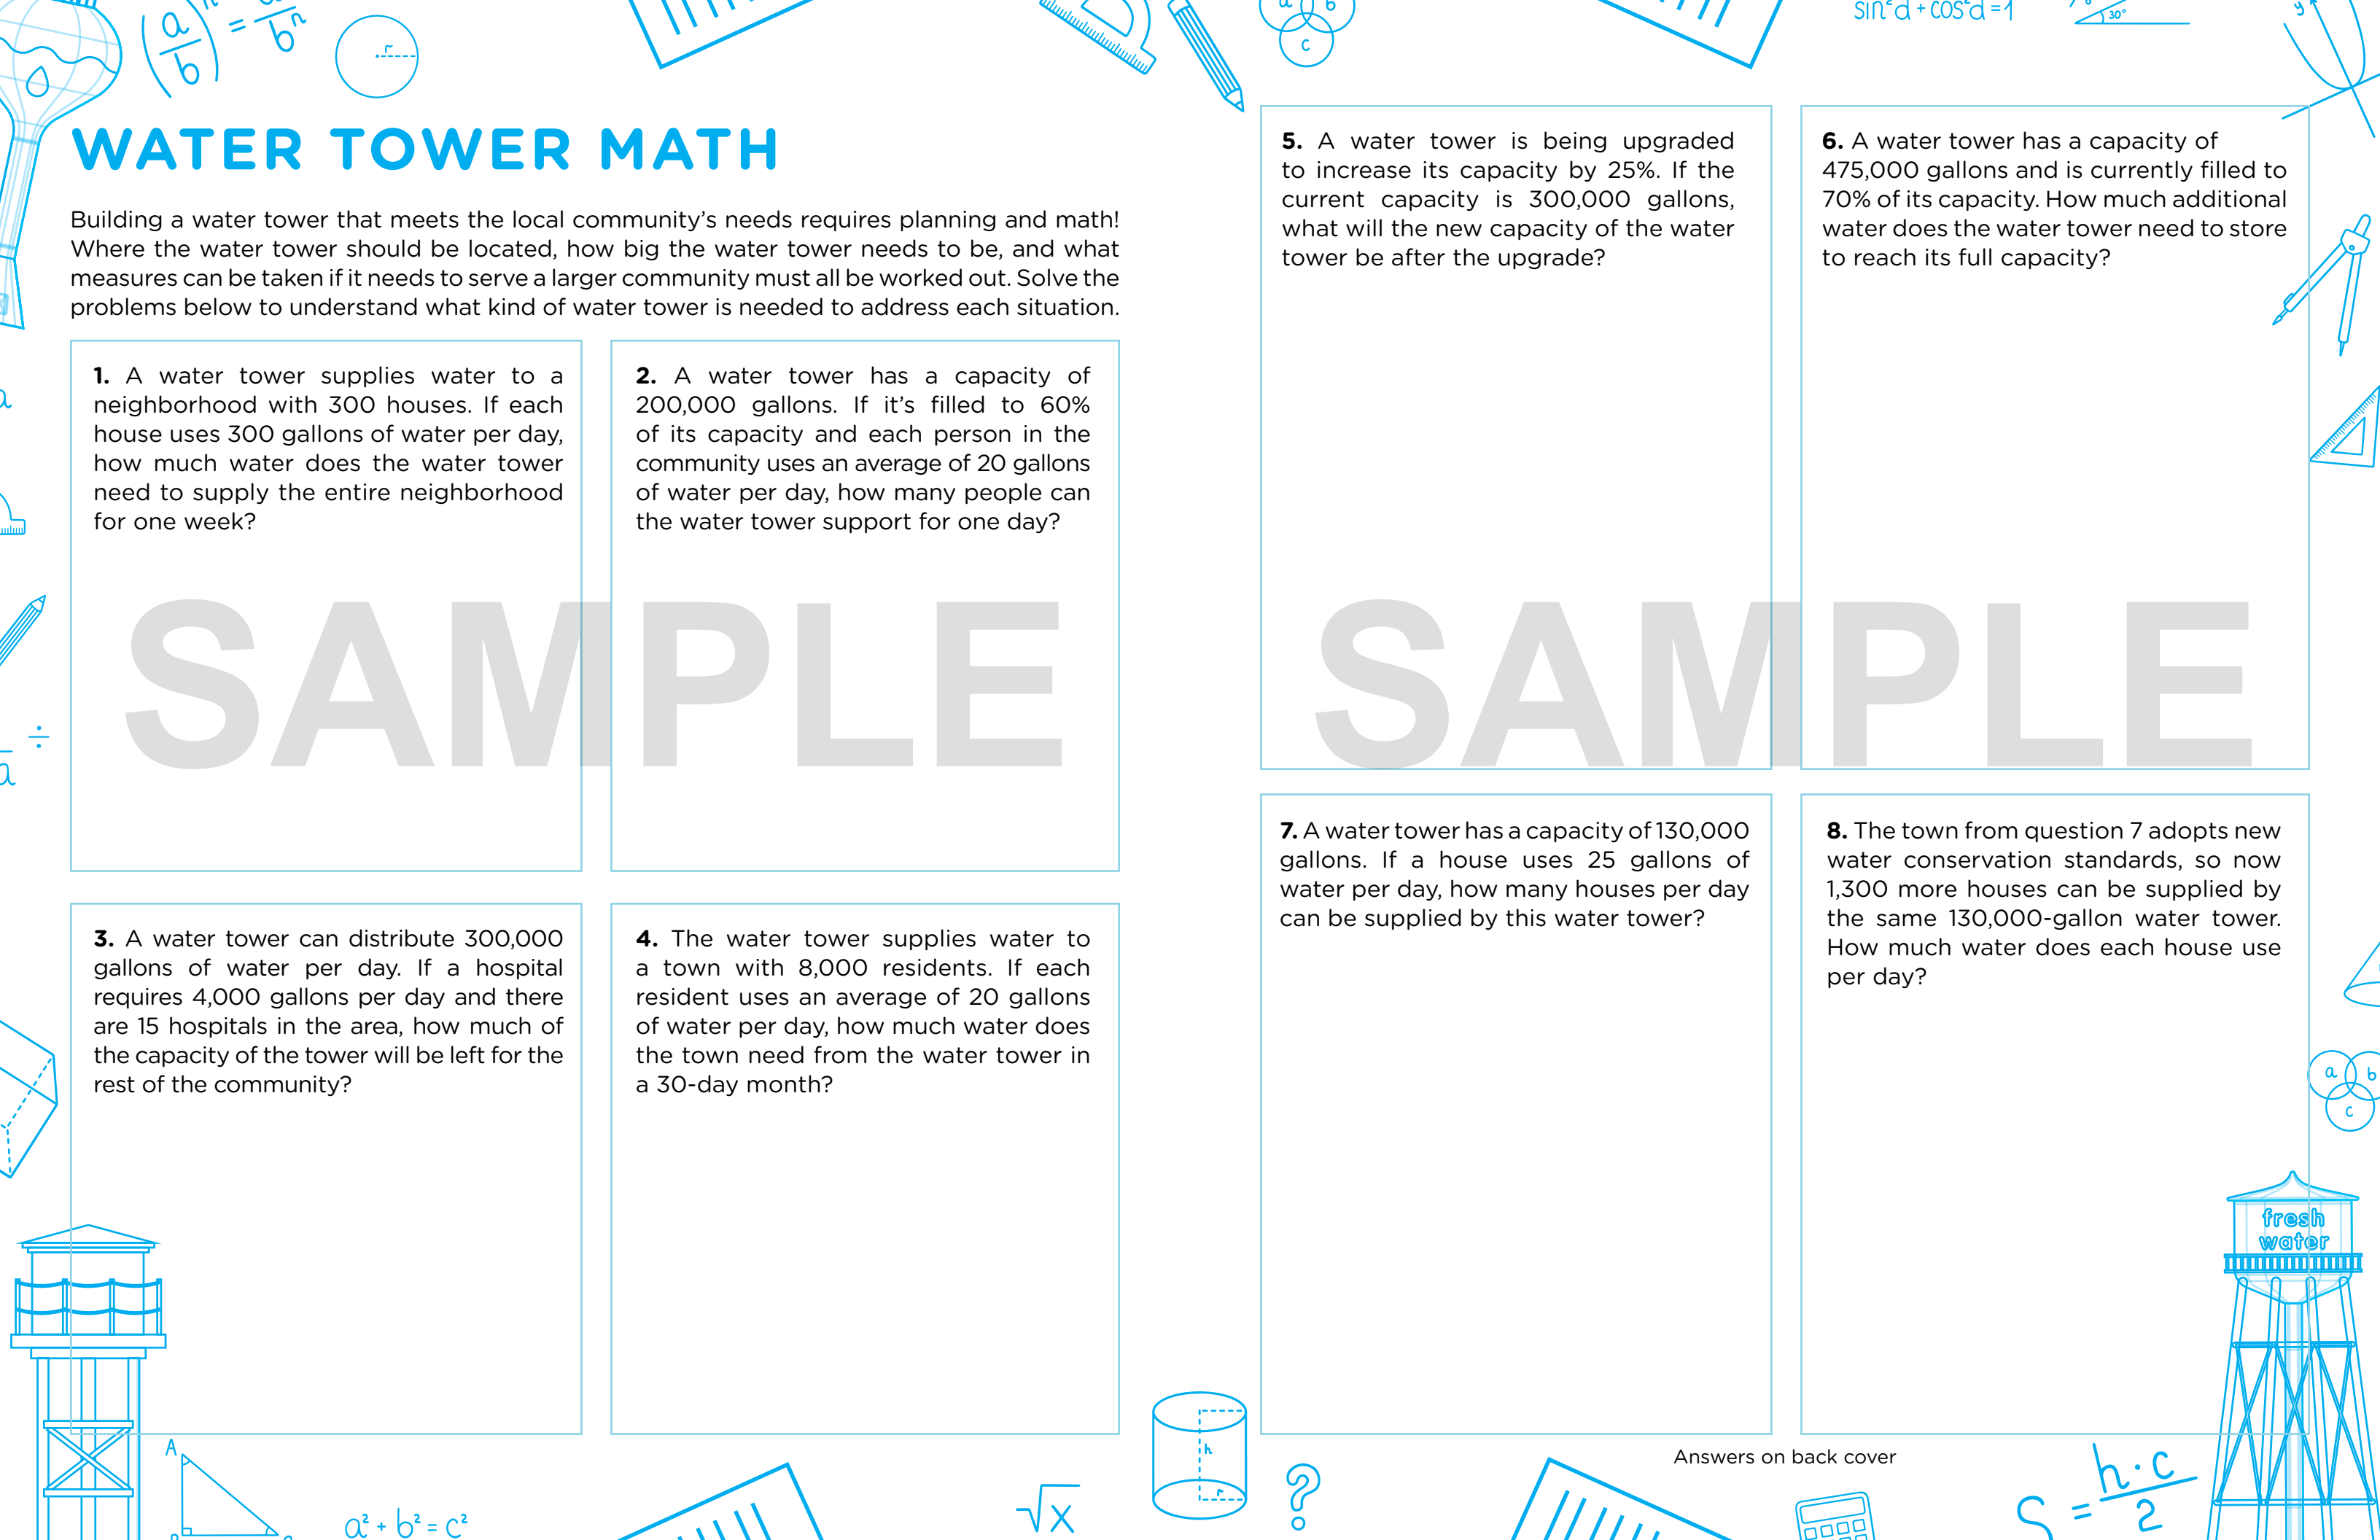 WATER TOWER MATH
Building a water tower that meets the local community’s needs requires planning and math!
Where the water tower should be located, how big the water tower needs to be, and what
measures can be taken if it needs to serve a larger community must all be worked out. Solve the
problems below to understand what kind of water tower is needed to address each situation.
1. A water tower supplies water to a
neighborhood with 300 houses. If each
house uses 300 gallons of water per day,
how much water does the water tower
need to supply the entire neighborhood
for one week?
2. A water tower has a capacity of
200,000 gallons. If it’s filled to 60%
of its capacity and each person in the
community uses an average of 20 gallons
of water per day, how many people can
the water tower support for one day?
SAMPLE
3. A water tower can distribute 300,000
gallons of water per day. If a hospital
requires 4,000 gallons per day and there
are 15 hospitals in the area, how much of
the capacity of the tower will be left for the
rest of the community?
4. The water tower supplies water to
a town with 8,000 residents. If each
resident uses an average of 20 gallons
of water per day, how much water does
the town need from the water tower in
a 30-day month?
5. A water tower is being upgraded
to increase its capacity by 25%. If the
current capacity is 300,000 gallons,
what will the new capacity of the water
tower be after the upgrade?
6. A water tower has a capacity of
475,000 gallons and is currently filled to
70% of its capacity. How much additional
water does the water tower need to store
to reach its full capacity?
SAMPLE
7. A water tower has a capacity of 130,000
gallons. If a house uses 25 gallons of
water per day, how many houses per day
can be supplied by this water tower?
8. The town from question 7 adopts new
water conservation standards, so now
1,300 more houses can be supplied by
the same 130,000-gallon water tower.
How much water does each house use
per day?
Answers on back cover
fresh
water
r
a b
c
sin²d + cos²d = 1
30°
y
a
÷
a
a b
c
A
a² + b² = c²
√x
h
r
?
S = h · c
2